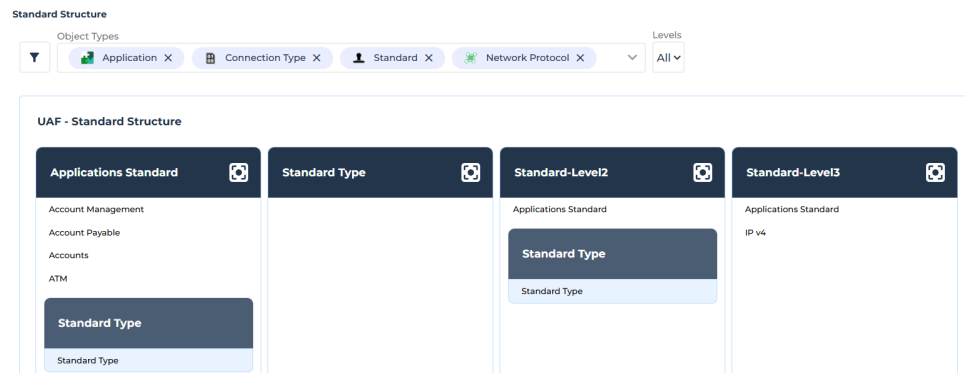 Standard Structure
Object Types
Levels
Application X
Connection Type X
Standard X
Network Protocol X
All
UAF - Standard Structure
Applications Standard
Account Management
Account Payable
Accounts
ATM
Standard Type
Standard Type
Standard Type
Standard-Level2
Applications Standard
Standard Type
Standard Type
Standard-Level3
Applications Standard
IP v4